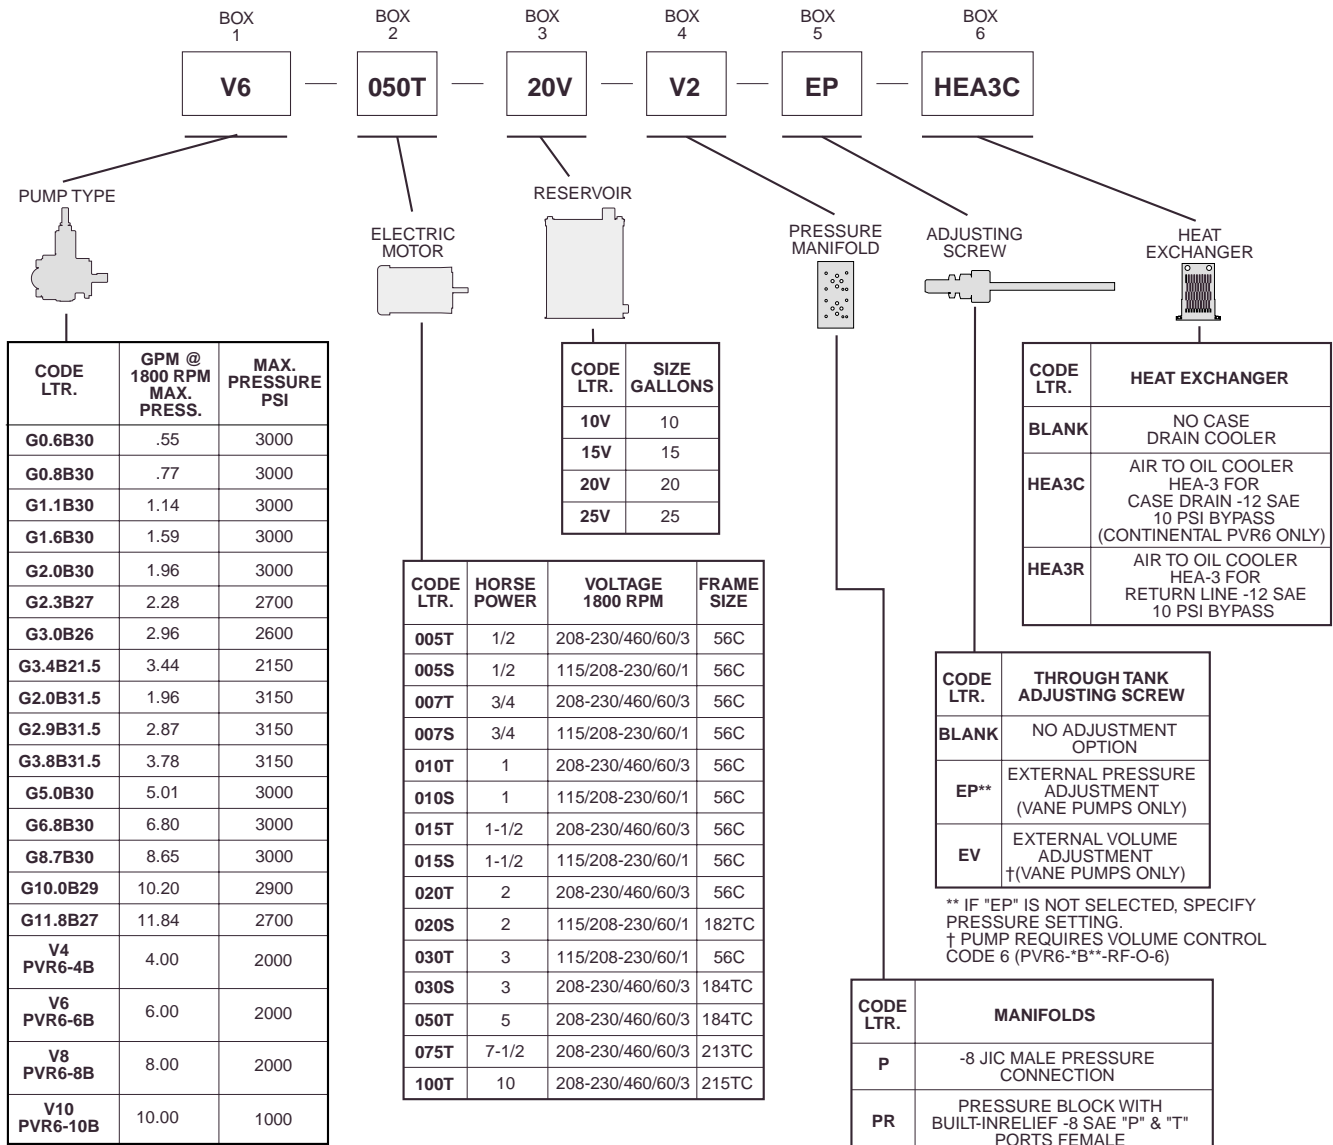 BOX 1
BOX 2
BOX 3
BOX 4
BOX 5
BOX 6
V6 — 050T — 20V — V2 — EP — HEA3C
PUMP TYPE
ELECTRIC
MOTOR
RESERVOIR
PRESSURE
MANIFOLD
ADJUSTING
SCREW
HEAT
EXCHANGER
CODE LTR. GPM @ 1800 RPM MAX. PRESS. MAX. PRESSURE PSI
G0.6B30 .55 3000
G0.8B30 .77 3000
G1.1B30 1.14 3000
G1.6B30 1.59 3000
G2.0B30 1.96 3000
G2.3B27 2.28 2700
G3.0B26 2.96 2600
G3.4B21.5 3.44 2150
G2.0B31.5 1.96 3150
G2.9B31.5 2.87 3150
G3.8B31.5 3.78 3150
G5.0B30 5.01 3000
G6.8B30 6.80 3000
G8.7B30 8.65 3000
G10.0B29 10.20 2900
G11.8B27 11.84 2700
V4 PVR6-4B 4.00 2000
V6 PVR6-6B 6.00 2000
V8 PVR6-8B 8.00 2000
V10 PVR6-10B 10.00 1000
CODE LTR. SIZE GALLONS
10V 10
15V 15
20V 20
25V 25
CODE LTR. HORSE POWER VOLTAGE 1800 RPM FRAME SIZE
005T 1/2 208-230/460/60/3 56C
005S 1/2 115/208-230/60/1 56C
007T 3/4 208-230/460/60/3 56C
007S 3/4 115/208-230/60/1 56C
010T 1 208-230/460/60/3 56C
010S 1 115/208-230/60/1 56C
015T 1-1/2 208-230/460/60/3 56C
015S 1-1/2 115/208-230/60/1 56C
020T 2 208-230/460/60/3 56C
020S 2 115/208-230/60/1 182TC
030T 3 115/208-230/60/1 56C
030S 3 208-230/460/60/3 184TC
050T 5 208-230/460/60/3 184TC
075T 7-1/2 208-230/460/60/3 213TC
100T 10 208-230/460/60/3 215TC
CODE LTR. HEAT EXCHANGER
BLANK NO CASE
DRAIN COOLER
HEA3C AIR TO OIL COOLER
HEA-3 FOR
CASE DRAIN -12 SAE
10 PSI BYPASS
(CONTINENTAL PVR6 ONLY)
HEA3R AIR TO OIL COOLER
HEA-3 FOR
RETURN LINE -12 SAE
10 PSI BYPASS
CODE LTR. THROUGH TANK ADJUSTING SCREW
BLANK NO ADJUSTMENT
OPTION
EP** EXTERNAL PRESSURE
ADJUSTMENT
(VANE PUMPS ONLY)
EV EXTERNAL VOLUME
ADJUSTMENT
†(VANE PUMPS ONLY)
** IF "EP" IS NOT SELECTED, SPECIFY
PRESSURE SETTING.
† PUMP REQUIRES VOLUME CONTROL
CODE 6 (PVR6-*B**-RF-O-6)
CODE LTR. MANIFOLDS
P -8 JIC MALE PRESSURE
CONNECTION
PR PRESSURE BLOCK WITH
BUILT-INRELIEF -8 SAE "P" & "T"
PORTS FEMALE